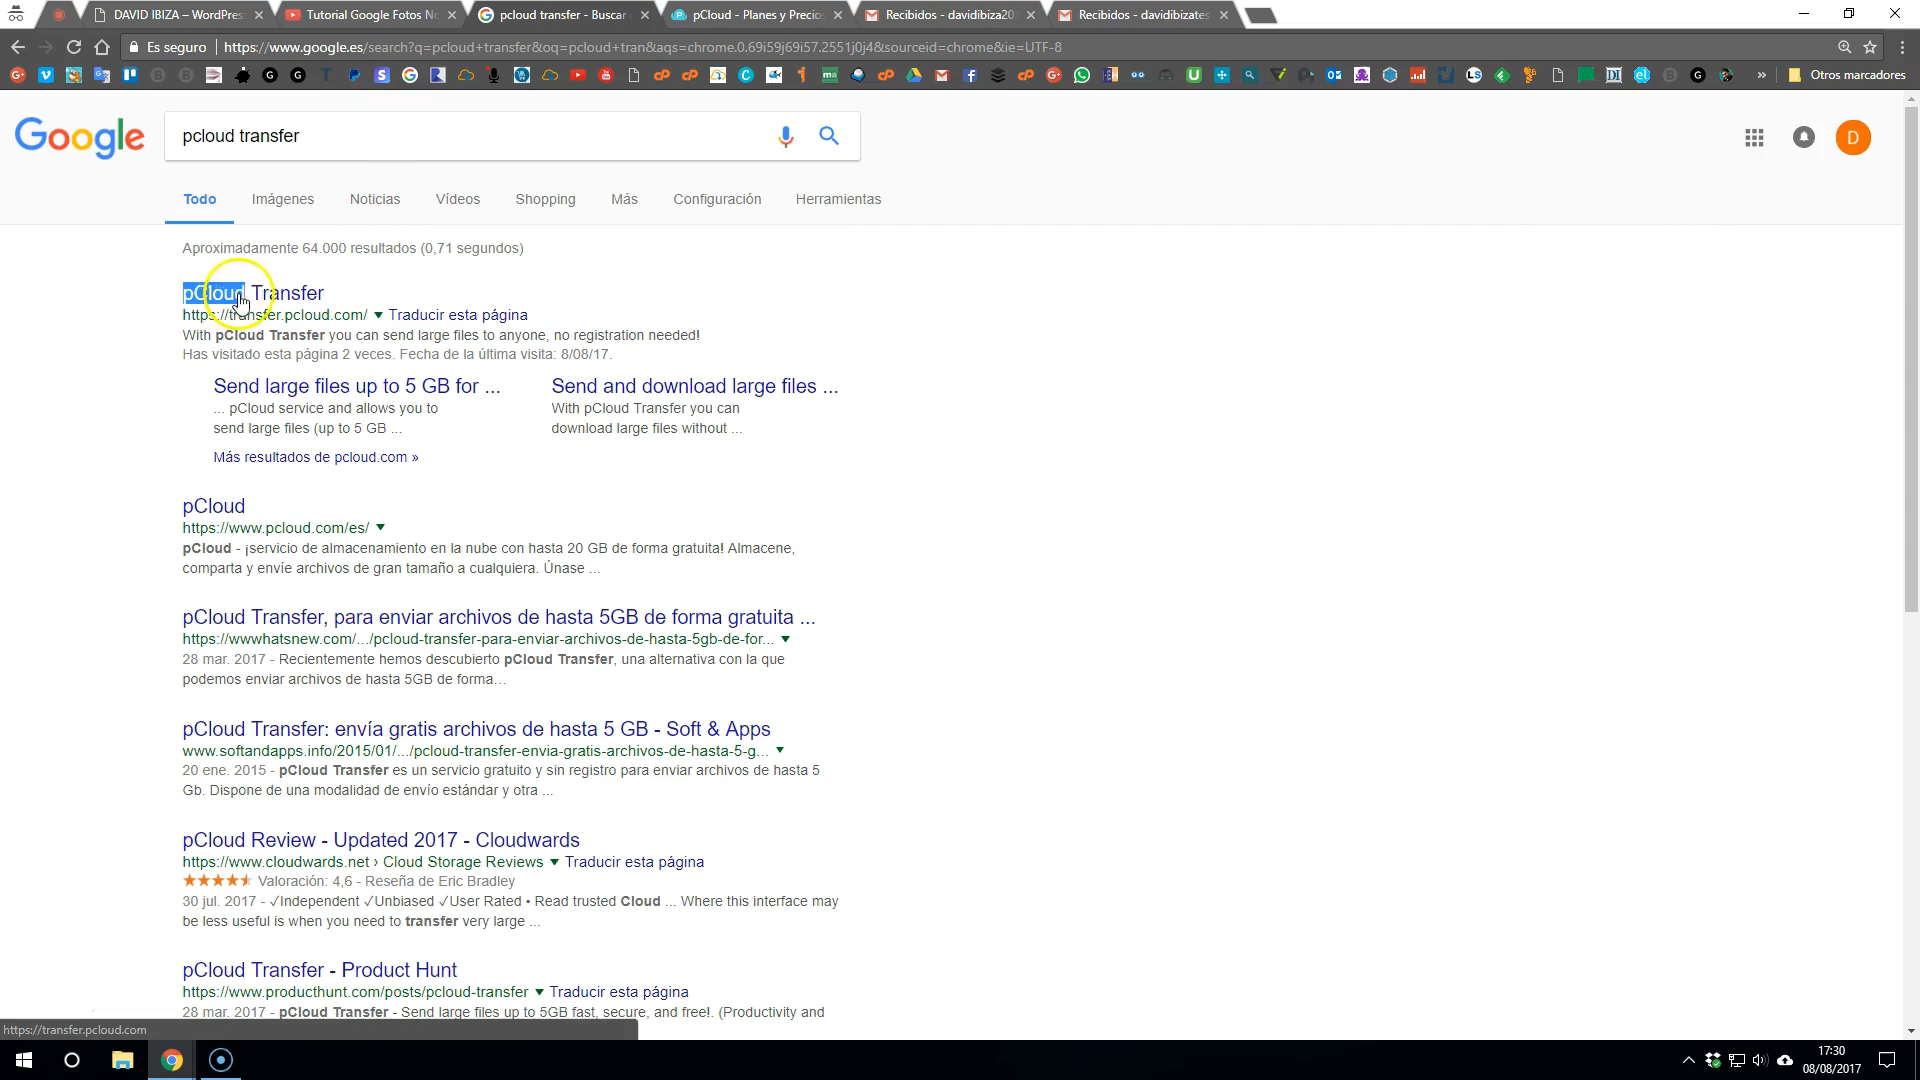 DAVID IBIZA – WordPres
Tutorial Google Fotos N
pcloud transfer - Buscar
pCloud - Planes y Precio
Recibidos - davidibiza20
Recibidos - davidibizates
Es seguro
https://www.google.es/search?q=pcloud+transfer&oq=pcloud+tran&aqs=chrome.0.69i59j69i57.2551j0j4&sourceid=chrome&ie=UTF-8
Otros marcadores
Google
pcloud transfer
D
Todo
Imágenes
Noticias
Vídeos
Shopping
Más
Configuración
Herramientas
Aproximadamente 64.000 resultados (0,71 segundos)
pCloud Transfer
https://transfer.pcloud.com/ ▼ Traducir esta página
With pCloud Transfer you can send large files to anyone, no registration needed!
Has visitado esta página 2 veces. Fecha de la última visita: 8/08/17.
Send large files up to 5 GB for ...
... pCloud service and allows you to
send large files (up to 5 GB ...
Send and download large files ...
With pCloud Transfer you can
download large files without ...
Más resultados de pcloud.com »
pCloud
https://www.pcloud.com/es/ ▼
pCloud - ¡servicio de almacenamiento en la nube con hasta 20 GB de forma gratuita! Almacene,
comparta y envíe archivos de gran tamaño a cualquiera. Únase ...
pCloud Transfer, para enviar archivos de hasta 5GB de forma gratuita ...
https://wwwhatsnew.com/.../pcloud-transfer-para-enviar-archivos-de-hasta-5gb-de-for... ▼
28 mar. 2017 - Recientemente hemos descubierto pCloud Transfer, una alternativa con la que
podemos enviar archivos de hasta 5GB de forma...
pCloud Transfer: envía gratis archivos de hasta 5 GB - Soft & Apps
www.softandapps.info/2015/01/.../pcloud-transfer-envia-gratis-archivos-de-hasta-5-g... ▼
20 ene. 2015 - pCloud Transfer es un servicio gratuito y sin registro para enviar archivos de hasta 5
Gb. Dispone de una modalidad de envío estándar y otra ...
pCloud Review - Updated 2017 - Cloudwards
https://www.cloudwards.net › Cloud Storage Reviews ▼ Traducir esta página
Valoración: 4,6 - Reseña de Eric Bradley
30 jul. 2017 - ✓Independent ✓Unbiased ✓User Rated • Read trusted Cloud ... Where this interface may
be less useful is when you need to transfer very large ...
pCloud Transfer - Product Hunt
https://www.producthunt.com/posts/pcloud-transfer ▼ Traducir esta página
28 mar. 2017 - pCloud Transfer - Send large files up to 5GB fast, secure, and free!. (Productivity and
https://transfer.pcloud.com
17:30
08/08/2017